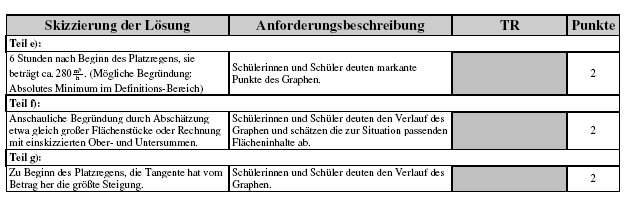 Skizzierung der Lösung Anforderungsbeschreibung TR Punkte
Teil e):
6 Stunden nach Beginn des Platzregens, sie
beträgt ca. 280 m³/h. (Mögliche Begründung:
Absolutes Minimum im Definitions-Bereich)
Schülerinnen und Schüler deuten markante
Punkte des Graphen.
2
Teil f):
Anschauliche Begründung durch Abschätzung
etwa gleich großer Flächenstücke oder Rechnung
mit einskizzierten Ober- und Untersummen.
Schülerinnen und Schüler deuten den Verlauf des
Graphen und schätzen die zur Situation passenden
Flächeninhalte ab.
2
Teil g):
Zu Beginn des Platzregens, die Tangente hat vom
Betrag her die größte Steigung.
Schülerinnen und Schüler deuten den Verlauf des
Graphen.
2